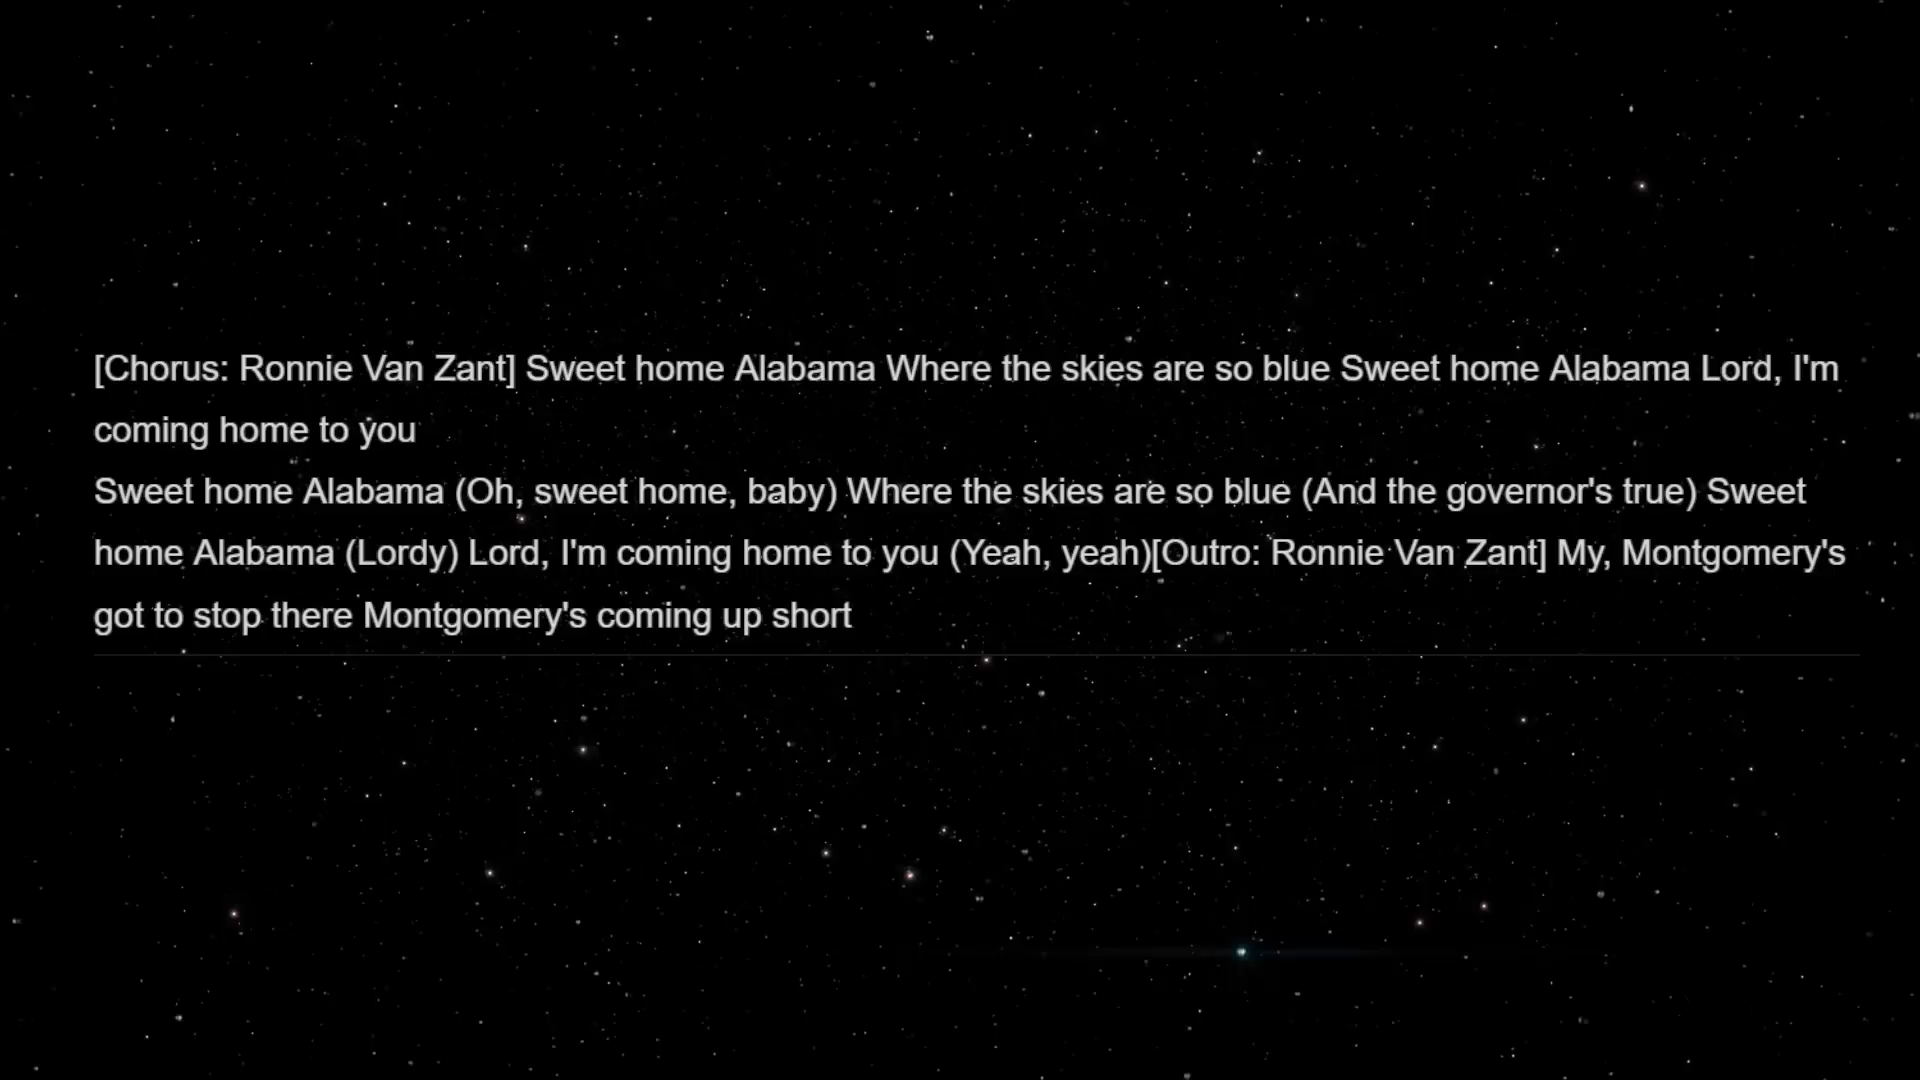 [Chorus: Ronnie Van Zant] Sweet home Alabama Where the skies are so blue Sweet home Alabama Lord, I'm
coming home to you
Sweet home Alabama (Oh, sweet home, baby) Where the skies are so blue (And the governor's true) Sweet
home Alabama (Lordy) Lord, I'm coming home to you (Yeah, yeah)[Outro: Ronnie Van Zant] My, Montgomery's
got to stop there Montgomery's coming up short